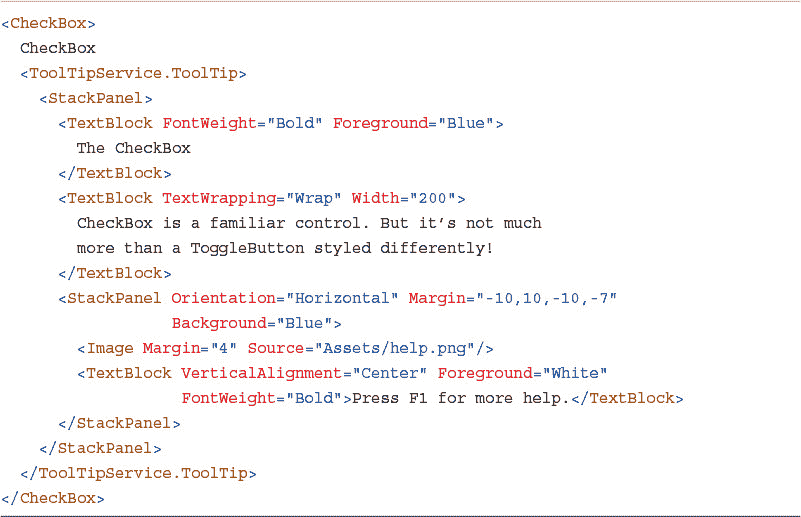 <CheckBox>
  CheckBox
  <ToolTipService.ToolTip>
    <StackPanel>
      <TextBlock FontWeight="Bold" Foreground="Blue">
        The CheckBox
      </TextBlock>
      <TextBlock TextWrapping="Wrap" Width="200">
        CheckBox is a familiar control. But it’s not much
        more than a ToggleButton styled differently!
      </TextBlock>
      <StackPanel Orientation="Horizontal" Margin="-10,10,-10,-7"
                  Background="Blue">
        <Image Margin="4" Source="Assets/help.png"/>
        <TextBlock VerticalAlignment="Center" Foreground="White"
                   FontWeight="Bold">Press F1 for more help.</TextBlock>
      </StackPanel>
    </StackPanel>
  </ToolTipService.ToolTip>
</CheckBox>